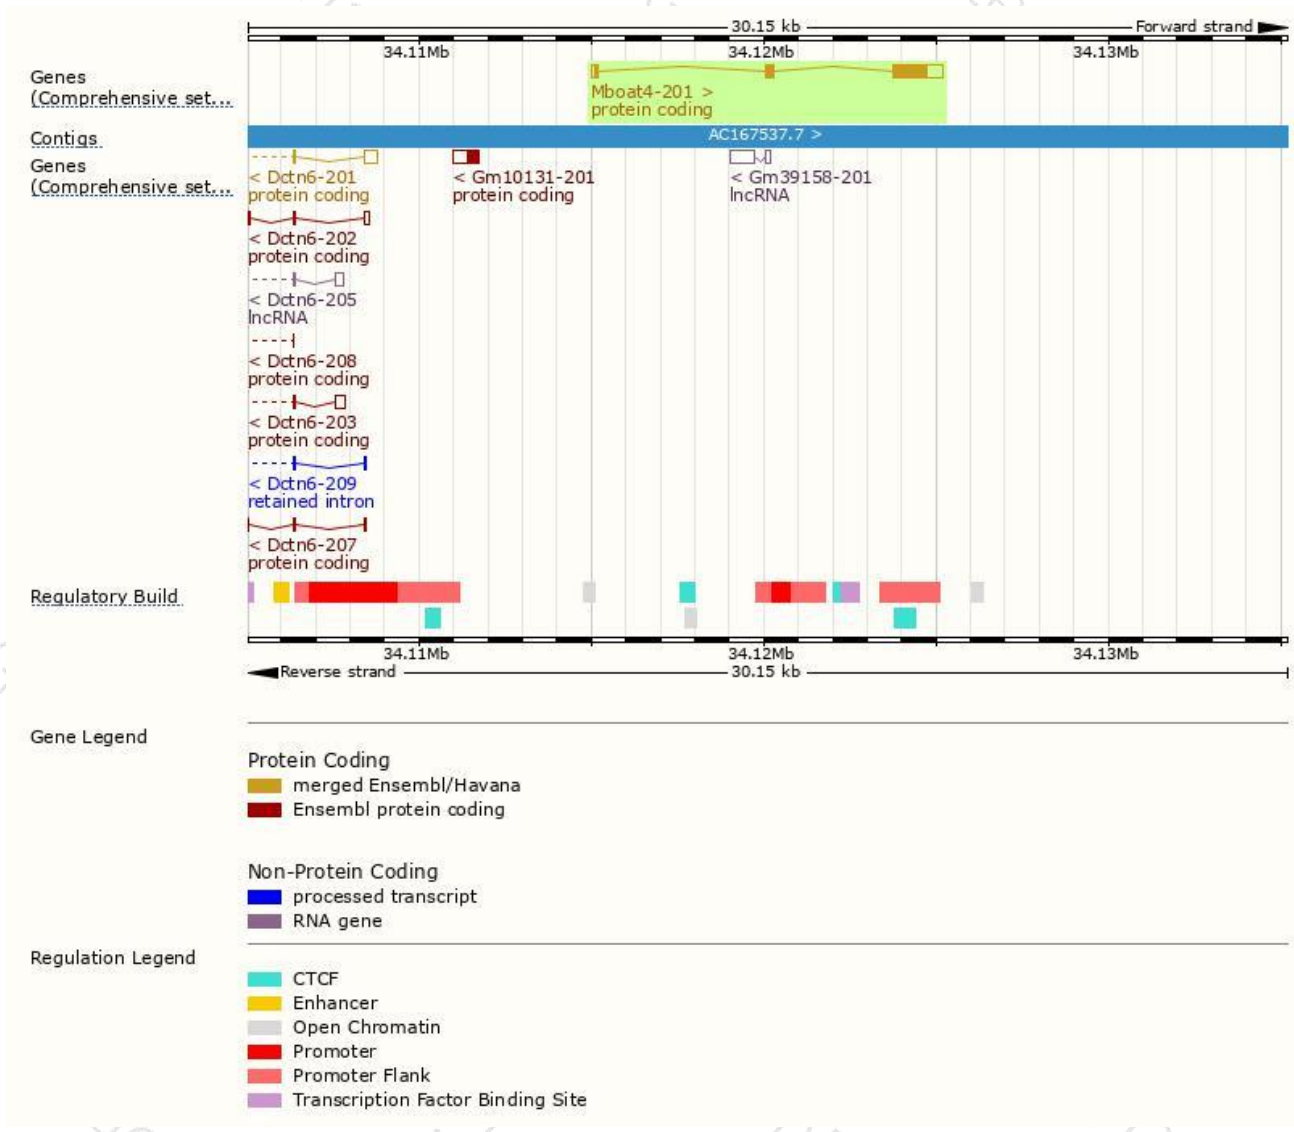 30.15 kb Forward strand
34.11Mb 34.12Mb 34.13Mb
Genes
(Comprehensive set...
Mboat4-201 >
protein coding
Contigs AC167537.7 >
Genes
(Comprehensive set...
< Dctn6-201 < Gm10131-201 < Gm39158-201
protein coding protein coding lncRNA
< Dctn6-202
protein coding
< Dctn6-205
lncRNA
< Dctn6-208
protein coding
< Dctn6-203
protein coding
< Dctn6-209
retained intron
< Dctn6-207
protein coding
Regulatory Build
34.11Mb 34.12Mb 34.13Mb
Reverse strand 30.15 kb
Gene Legend
Protein Coding
merged Ensembl/Havana
Ensembl protein coding
Non-Protein Coding
processed transcript
RNA gene
Regulation Legend
CTCF
Enhancer
Open Chromatin
Promoter
Promoter Flank
Transcription Factor Binding Site